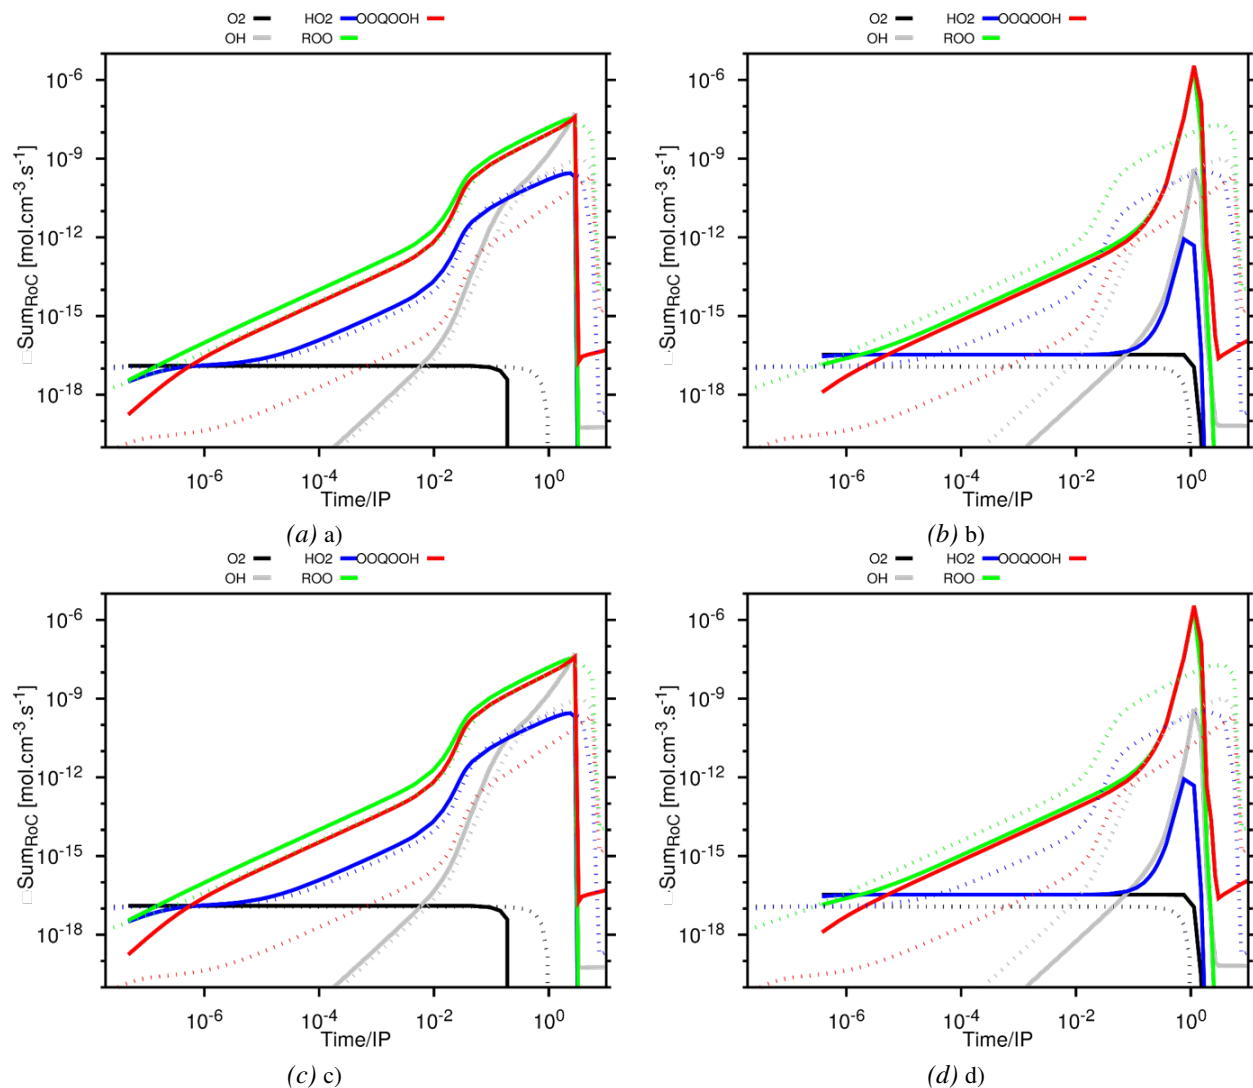 O2 HO2 OOQOOH
OH ROO
10-6
10-9
10-12
10-15
10-18
SumRoC [mol.cm-3.s-1]
10-6 10-4 10-2 100
Time/IP
(a) a)
O2 HO2 OOQOOH
OH ROO
10-6
10-9
10-12
10-15
10-18
SumRoC [mol.cm-3.s-1]
10-6 10-4 10-2 100
Time/IP
(b) b)
O2 HO2 OOQOOH
OH ROO
10-6
10-9
10-12
10-15
10-18
SumRoC [mol.cm-3.s-1]
10-6 10-4 10-2 100
Time/IP
(c) c)
O2 HO2 OOQOOH
OH ROO
10-6
10-9
10-12
10-15
10-18
SumRoC [mol.cm-3.s-1]
10-6 10-4 10-2 100
Time/IP
(d) d)